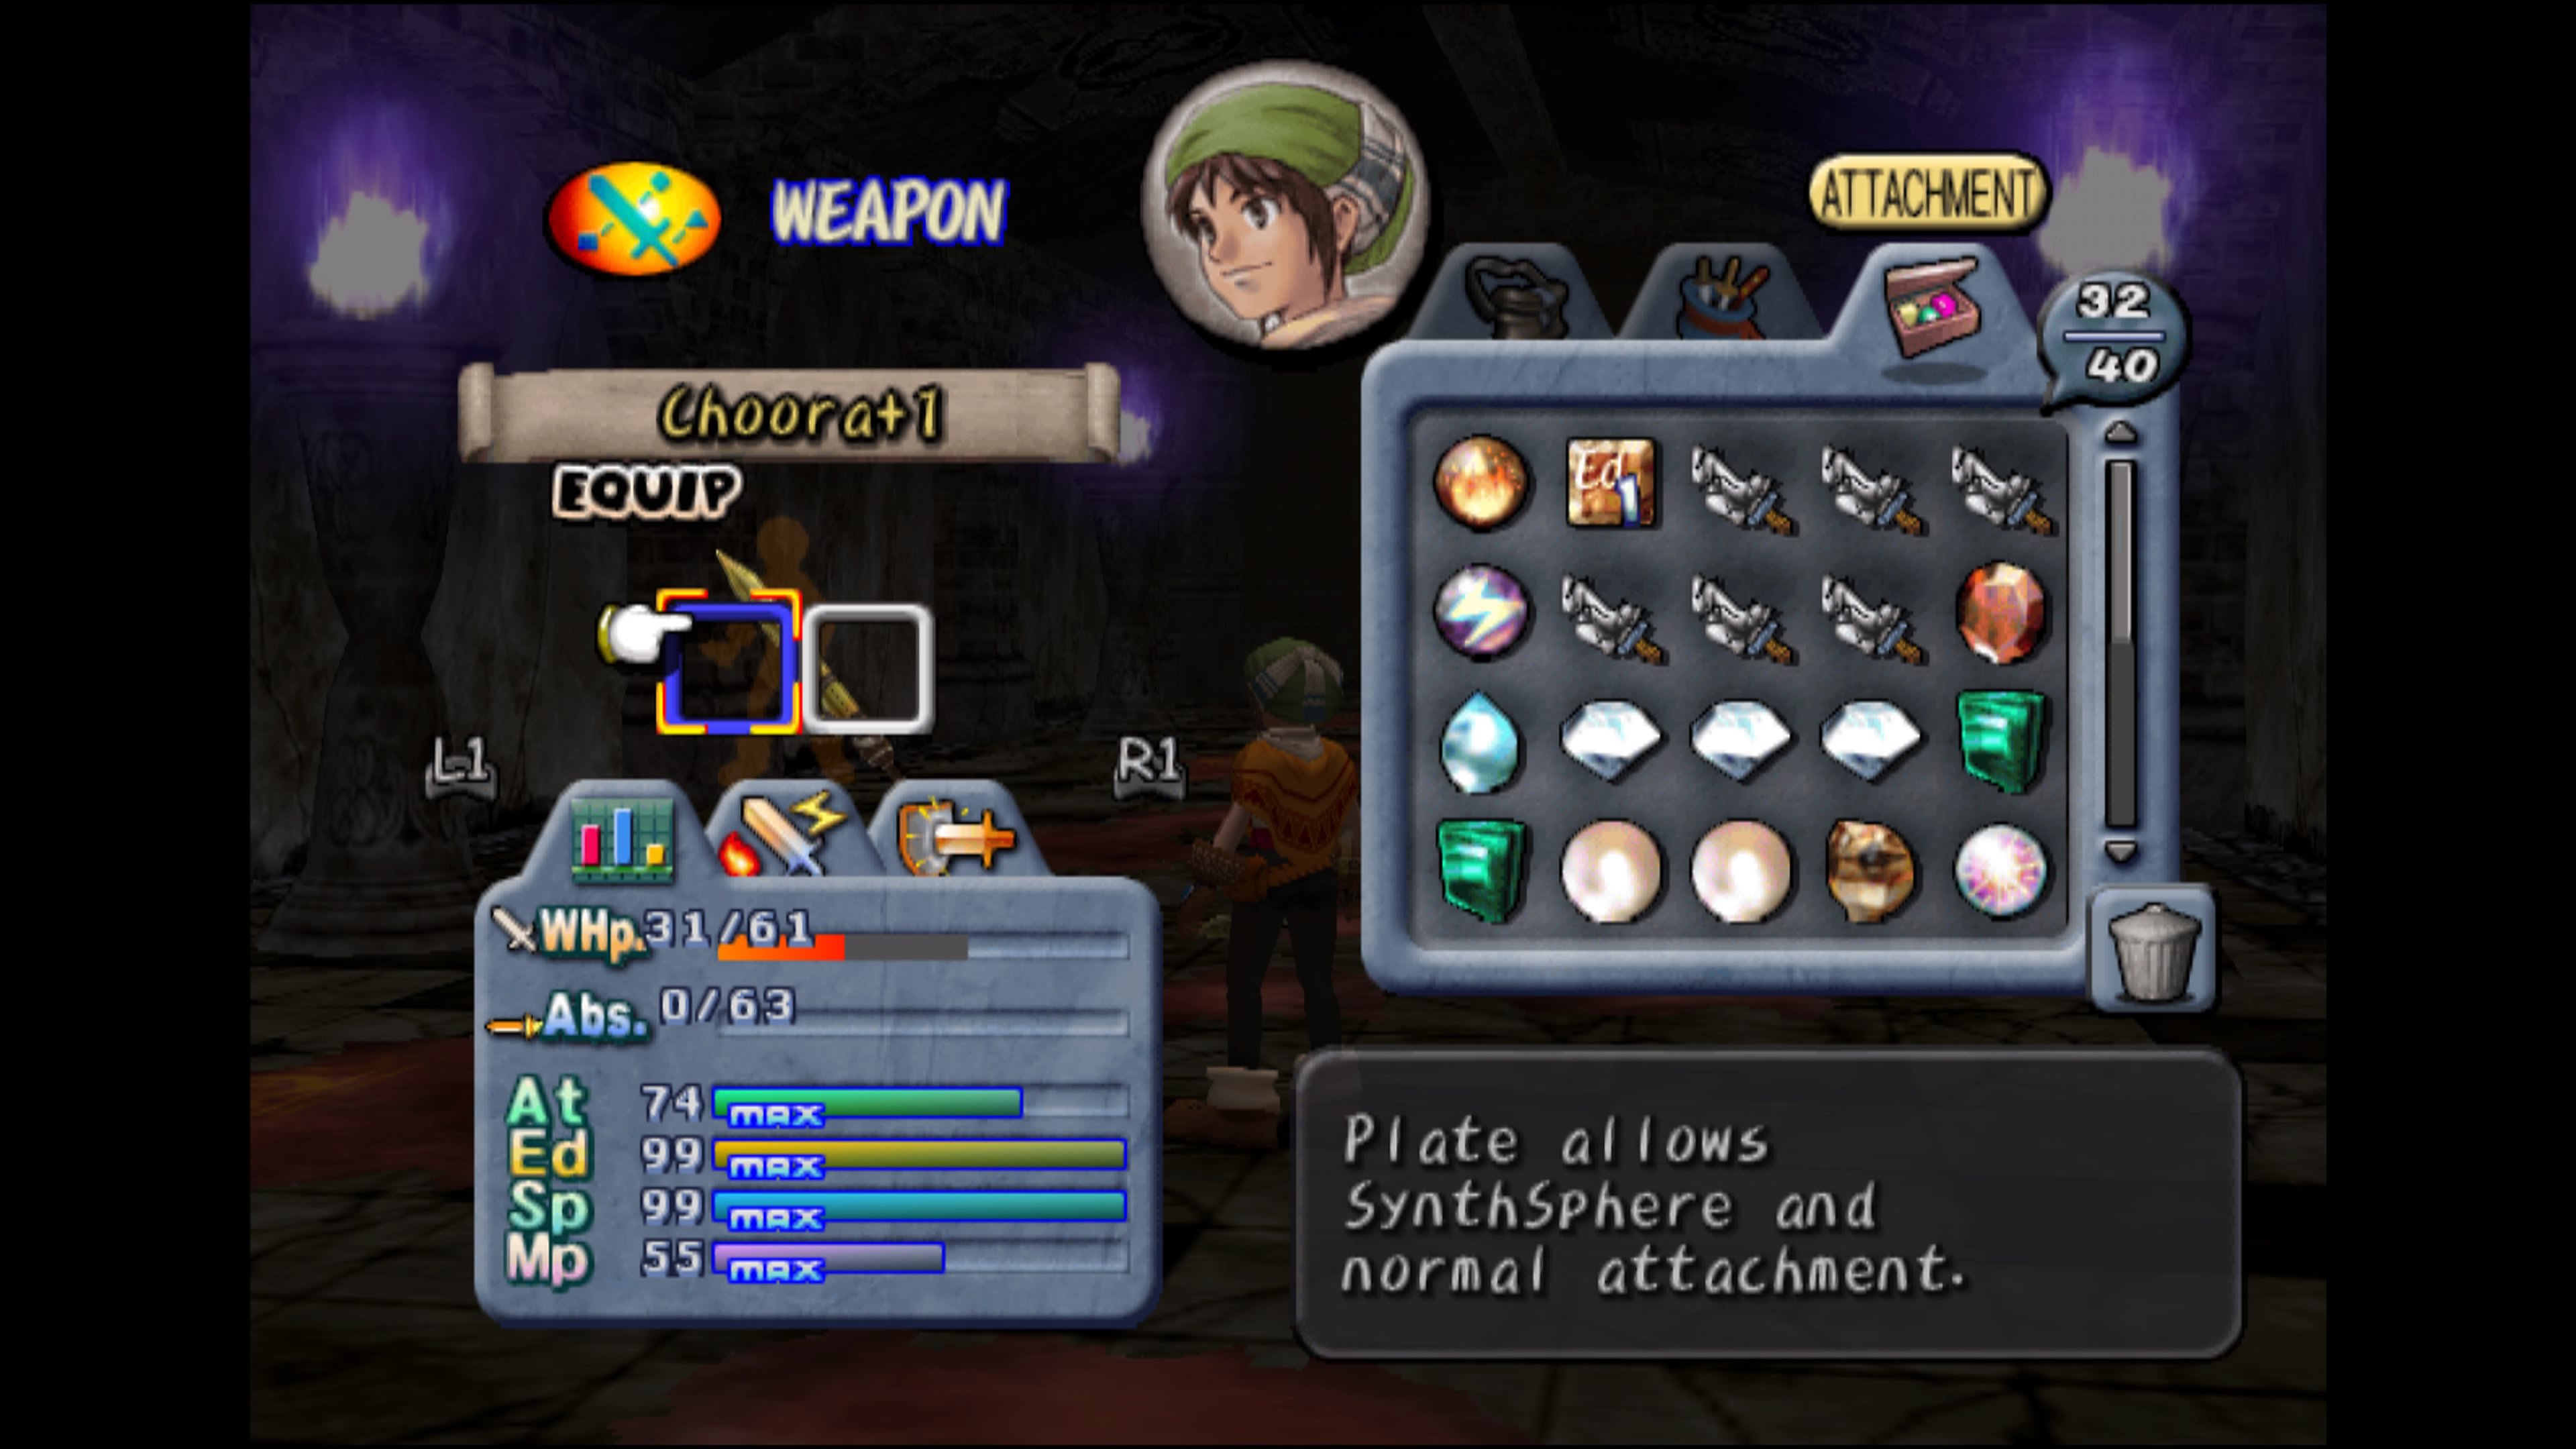 WEAPON
ATTACHMENT
32
40
Choora+1
Ed
1
EQUIP
L1
R1
WHp. 31/61
Abs. 0/63
At 74 max
Ed 99 max
Sp 99 max
Mp 55 max
Plate allows
SynthSphere and
normal attachment.